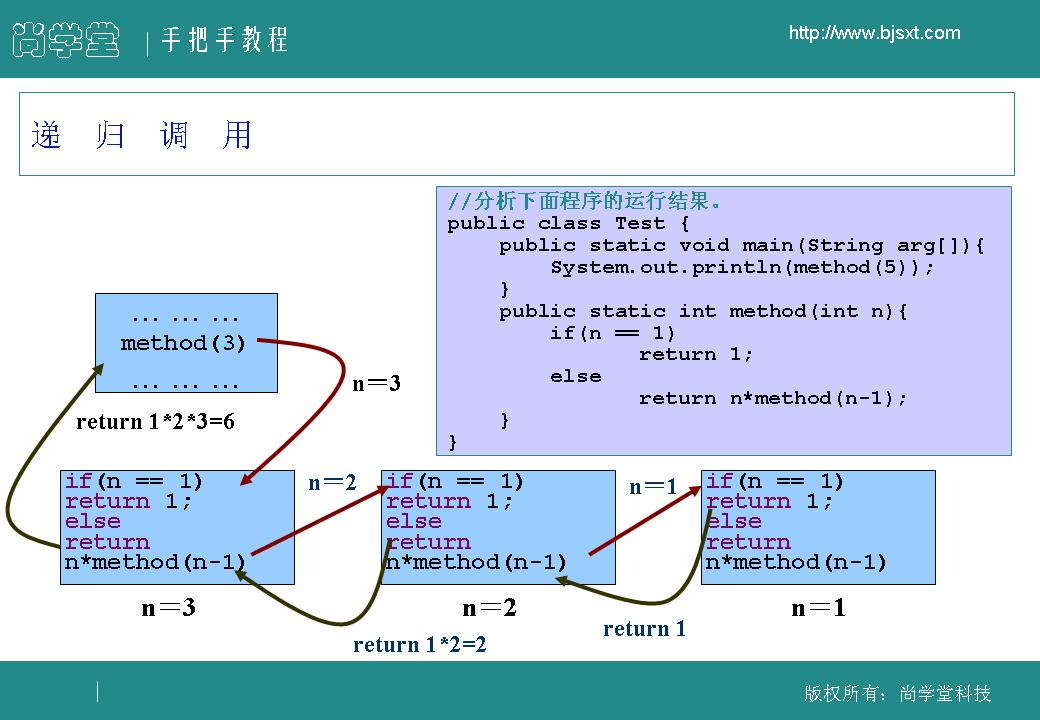 尚学堂
手把手教程
http://www.bjsxt.com
递 归 调 用
//分析下面程序的运行结果。
public class Test {
public static void main(String arg[]){
System.out.println(method(5));
}
public static int method(int n){
if(n == 1)
return 1;
else
return n*method(n-1);
}
}
... ... ...
method(3)
... ... ...
n＝3
return 1*2*3=6
if(n == 1)
return 1;
else
return
n*method(n-1)
n＝3
n＝2
if(n == 1)
return 1;
else
return
n*method(n-1)
n＝2
n＝1
if(n == 1)
return 1;
else
return
n*method(n-1)
n＝1
return 1*2=2
return 1
版权所有：尚学堂科技